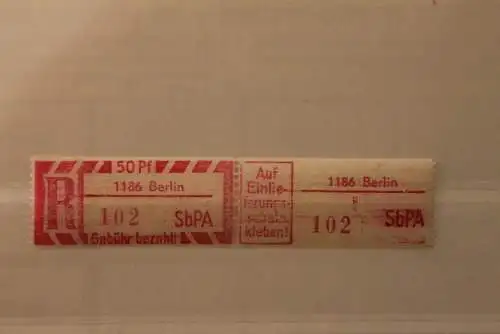 50 Pf
1186 Berlin
R
102 SbPA
Gebühr bezahlt
Auf
Einlie-
ferungs-
schein
kleben!
1186 Berlin
102 SbPA